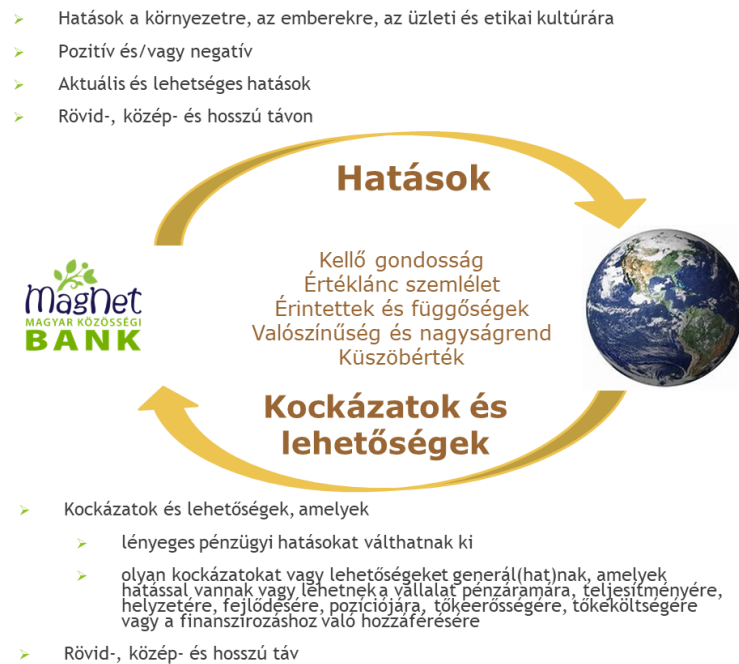 Hatások a környezetre, az emberekre, az üzleti és etikai kultúrára
Pozitív és/vagy negatív
Aktuális és lehetséges hatások
Rövid-, közép- és hosszú távon
Hatások
Kellő gondosság
Értéklánc szemlélet
Érintettek és függőségek
Valószínűség és nagyságrend
Küszöbérték
MagNet
MAGYAR KÖZÖSSÉGI
BANK
Kockázatok és
lehetőségek
Kockázatok és lehetőségek, amelyek
lényeges pénzügyi hatásokat válthatnak ki
olyan kockázatokat vagy lehetőségeket generál(hat)nak, amelyek
hatással vannak vagy lehetnek a vállalat pénzáramára, teljesítményére,
helyzetére, fejlődésére, pozíciójára, tőkeerősségére, tőkeköltségére
vagy a finanszírozáshoz való hozzáférésére
Rövid-, közép- és hosszú táv